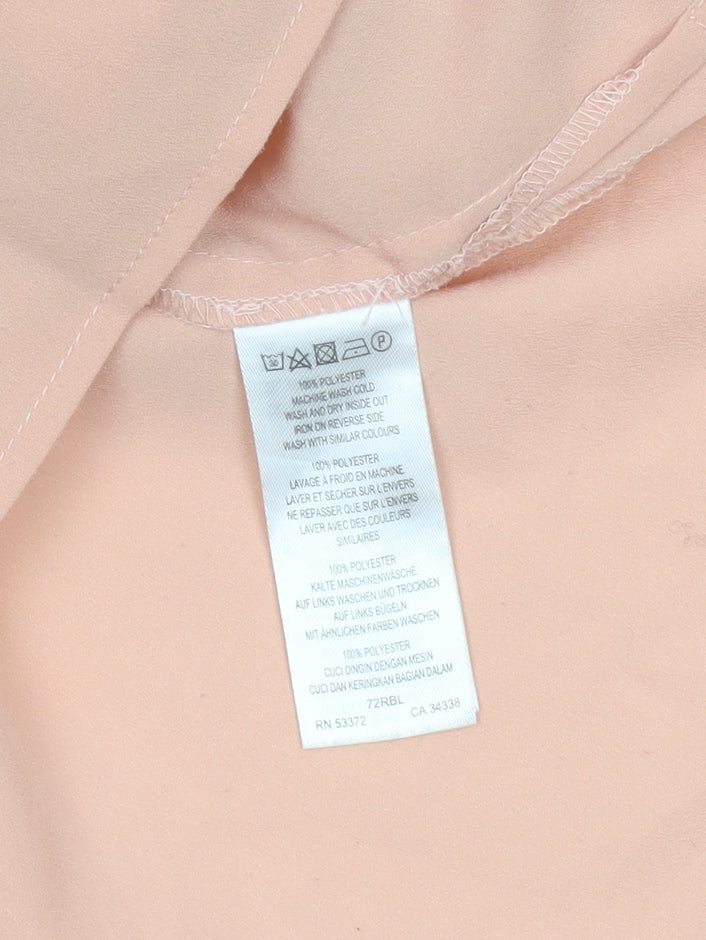 P
100% POLYESTER
MACHINE WASH COLD
WASH AND DRY INSIDE OUT
IRON ON REVERSE SIDE
WASH WITH SIMILAR COLOURS
100% POLYESTER
LAVAGE À FROID EN MACHINE
LAVER ET SECHER SUR L'ENVERS
NE REPASSER QUE SUR L'ENVERS
LAVER AVEC DES COULEURS
SIMILAIRES
100% POLYESTER
KALTE MASCHINENWÄSCHE,
AUF LINKS WASCHEN UND TROCKNEN
AUF LINKS BÜGELN
MIT ÄHNLICHEN FARBEN WASCHEN
100% POLYESTER
CUCI DINGIN DENGAN MESIN
CUCI DAN KERINGKAN BAGIAN DALAM
72RBL
RN 53372 CA 34338